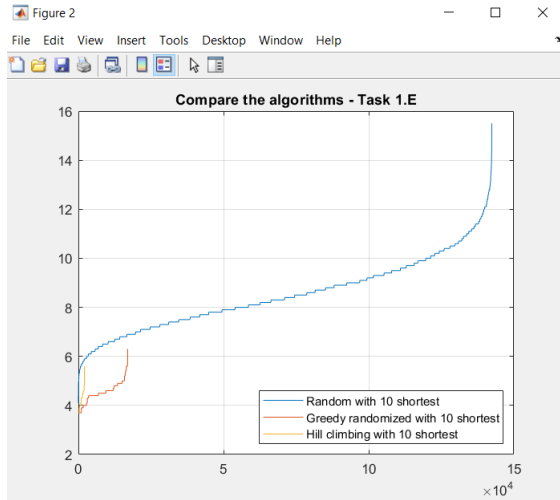 Figure 2
File Edit View Insert Tools Desktop Window Help
Compare the algorithms - Task 1.E
16
14
12
10
8
6
4
2
Random with 10 shortest
Greedy randomized with 10 shortest
Hill climbing with 10 shortest
0 5 10 15
×10⁴